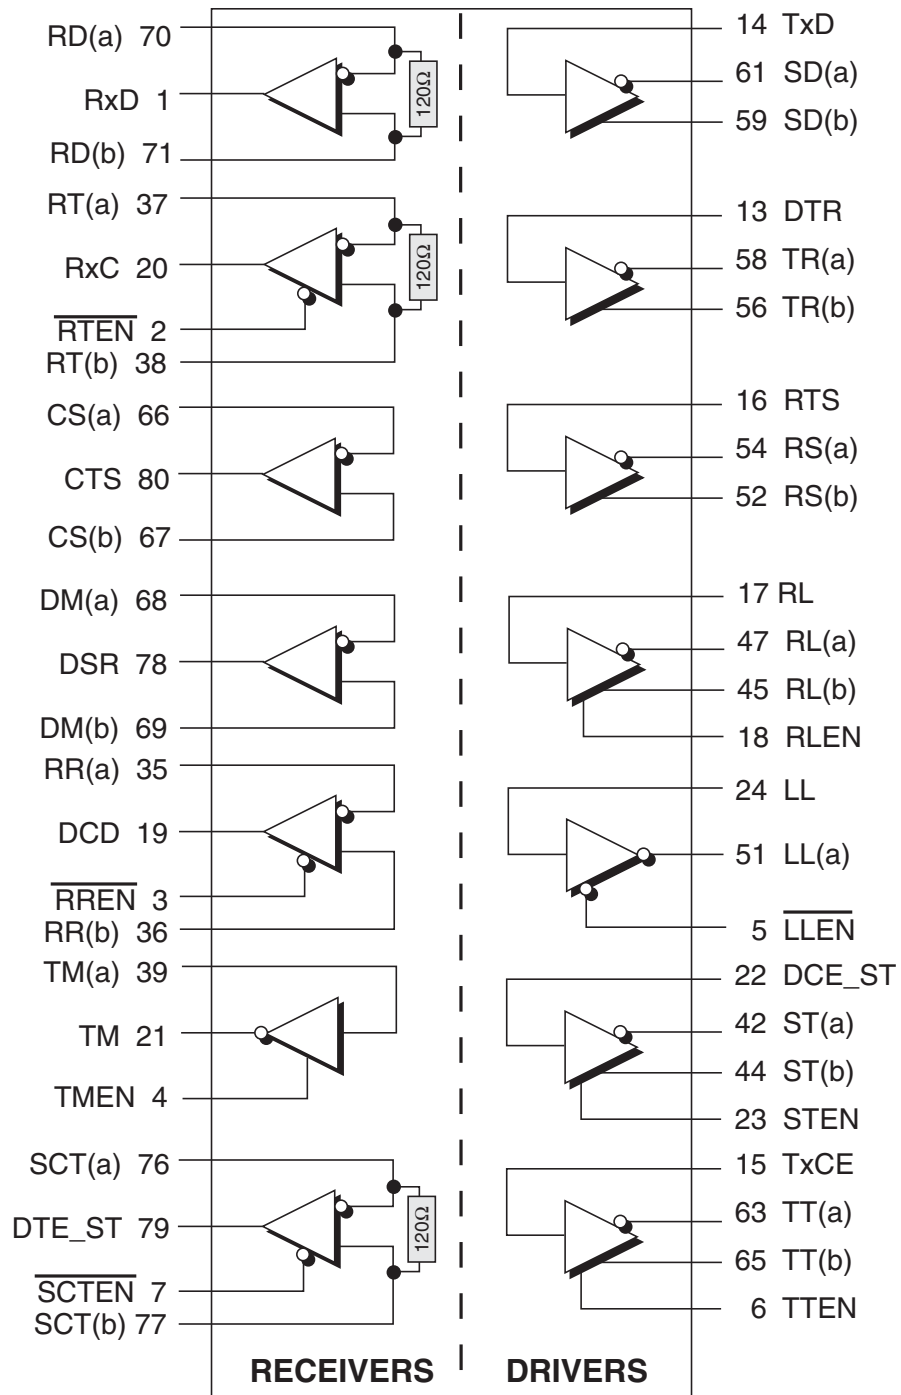 RD(a) 70
RxD 1
RD(b) 71
120Ω
RT(a) 37
RxC 20
R̅T̅E̅N̅ 2
RT(b) 38
120Ω
CS(a) 66
CTS 80
CS(b) 67
DM(a) 68
DSR 78
DM(b) 69
RR(a) 35
DCD 19
R̅R̅E̅N̅ 3
RR(b) 36
TM(a) 39
TM 21
TMEN 4
SCT(a) 76
DTE_ST 79
S̅C̅T̅E̅N̅ 7
SCT(b) 77
120Ω
RECEIVERS
14 TxD
61 SD(a)
59 SD(b)
13 DTR
58 TR(a)
56 TR(b)
16 RTS
54 RS(a)
52 RS(b)
17 RL
47 RL(a)
45 RL(b)
18 RLEN
24 LL
51 LL(a)
5 L̅L̅E̅N̅
22 DCE_ST
42 ST(a)
44 ST(b)
23 STEN
15 TxCE
63 TT(a)
65 TT(b)
6 TTEN
DRIVERS